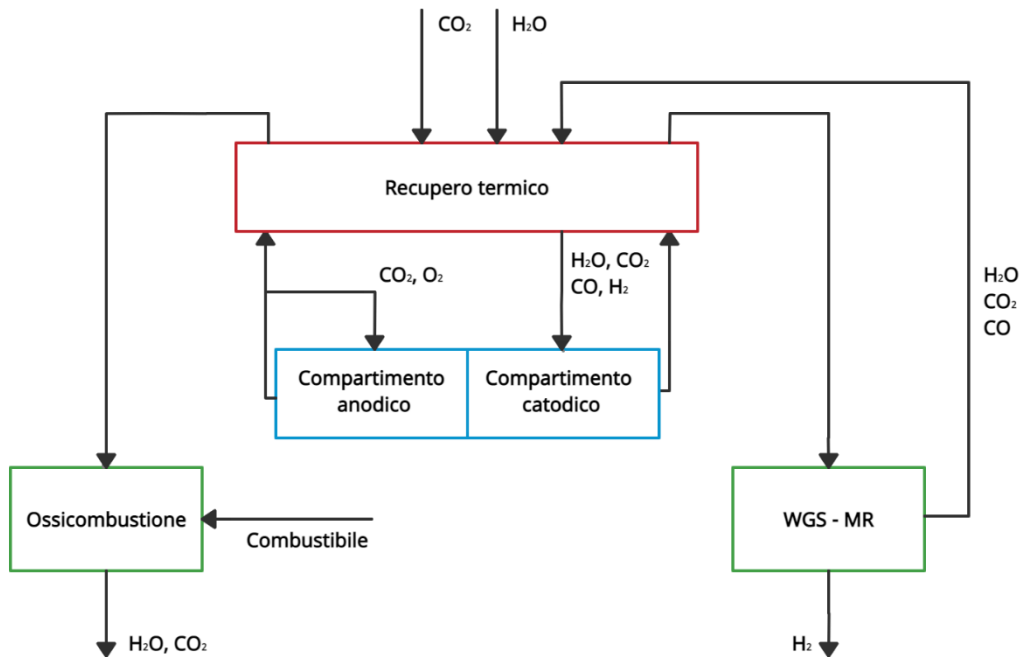 CO₂
H₂O
Recupero termico
CO₂, O₂
H₂O, CO₂
CO, H₂
H₂O
CO₂
CO
Compartimento
anodico
Compartimento
catodico
Ossicombustione
Combustibile
WGS - MR
H₂O, CO₂
H₂